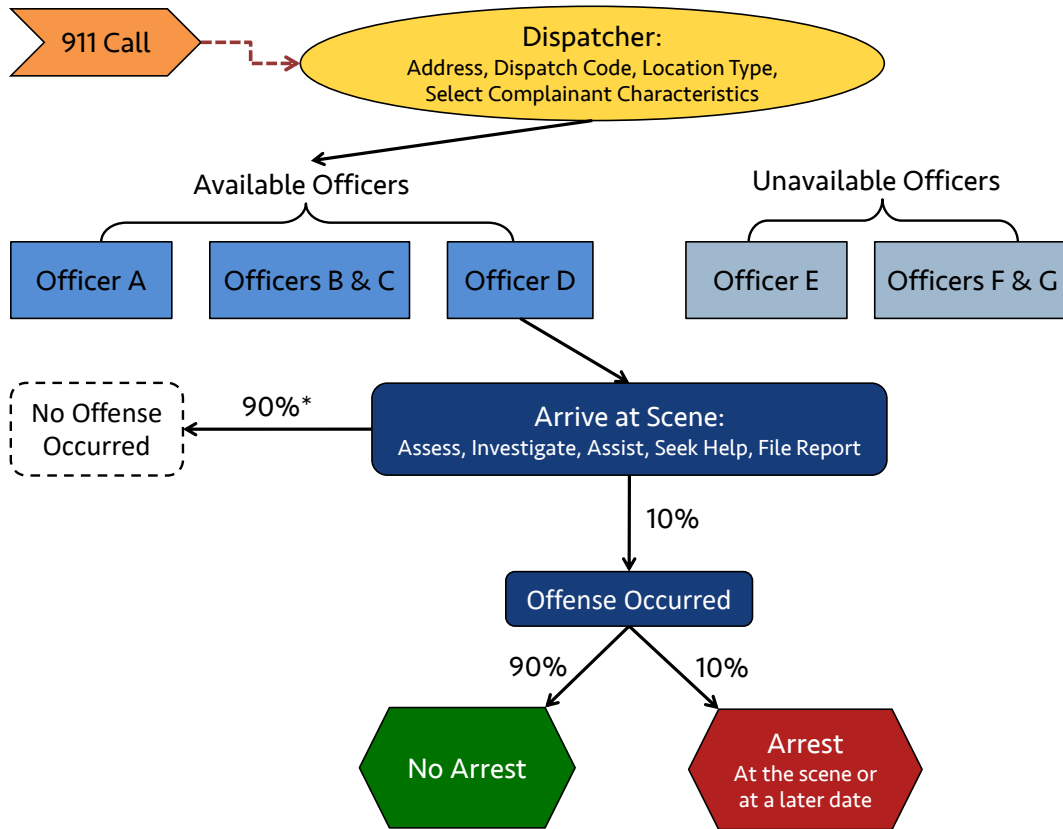 911 Call
Dispatcher:
Address, Dispatch Code, Location Type,
Select Complainant Characteristics
Available Officers
Unavailable Officers
Officer A
Officers B & C
Officer D
Officer E
Officers F & G
No Offense
Occurred
90%*
Arrive at Scene:
Assess, Investigate, Assist, Seek Help, File Report
10%
Offense Occurred
90%
10%
No Arrest
Arrest
At the scene or
at a later date